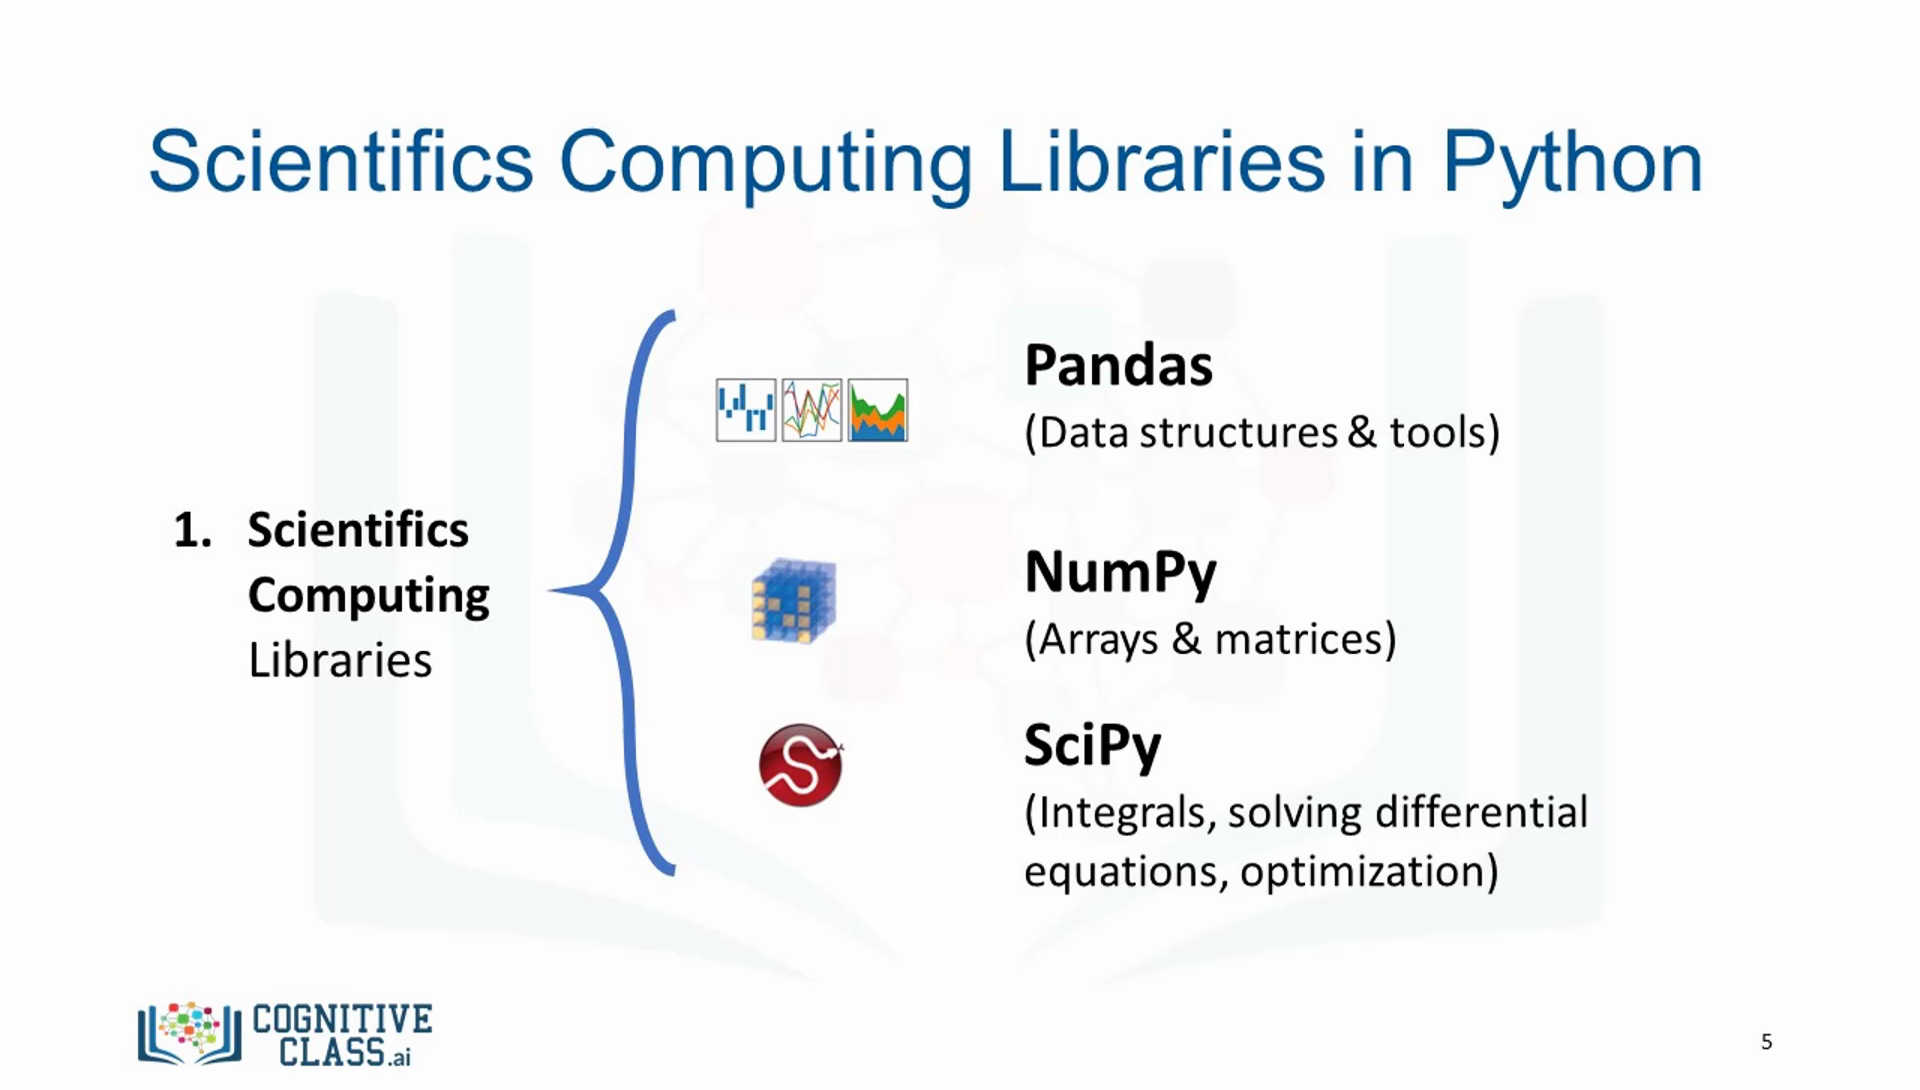 Scientifics Computing Libraries in Python
1. Scientifics
Computing
Libraries
Pandas
(Data structures & tools)
NumPy
(Arrays & matrices)
SciPy
(Integrals, solving differential
equations, optimization)
COGNITIVE
CLASS.ai
5